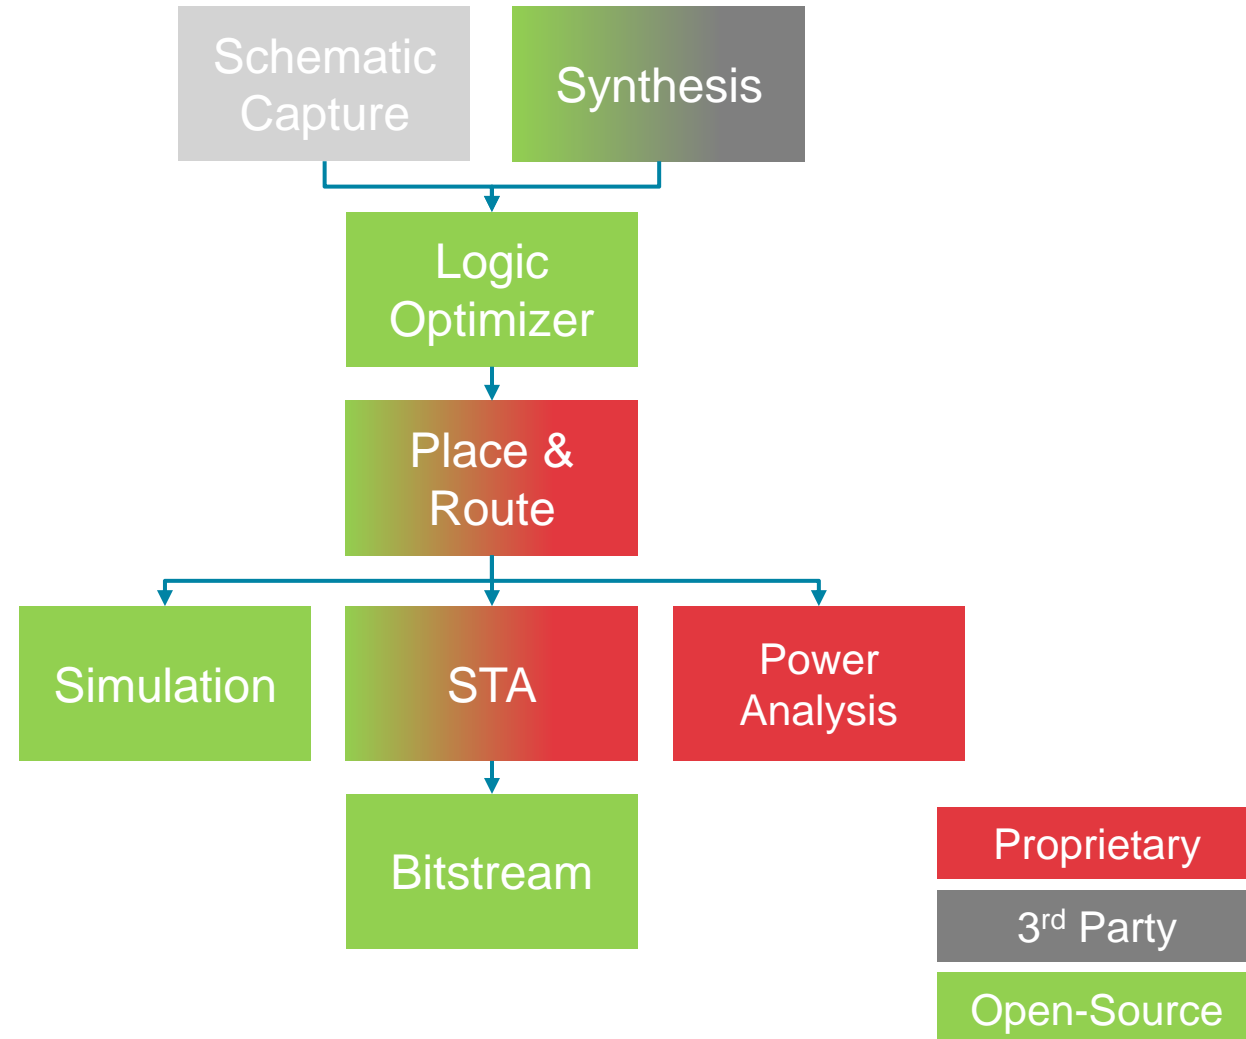 Schematic
Capture
Synthesis
Logic
Optimizer
Place &
Route
Simulation
STA
Power
Analysis
Bitstream
Proprietary
3rd Party
Open-Source